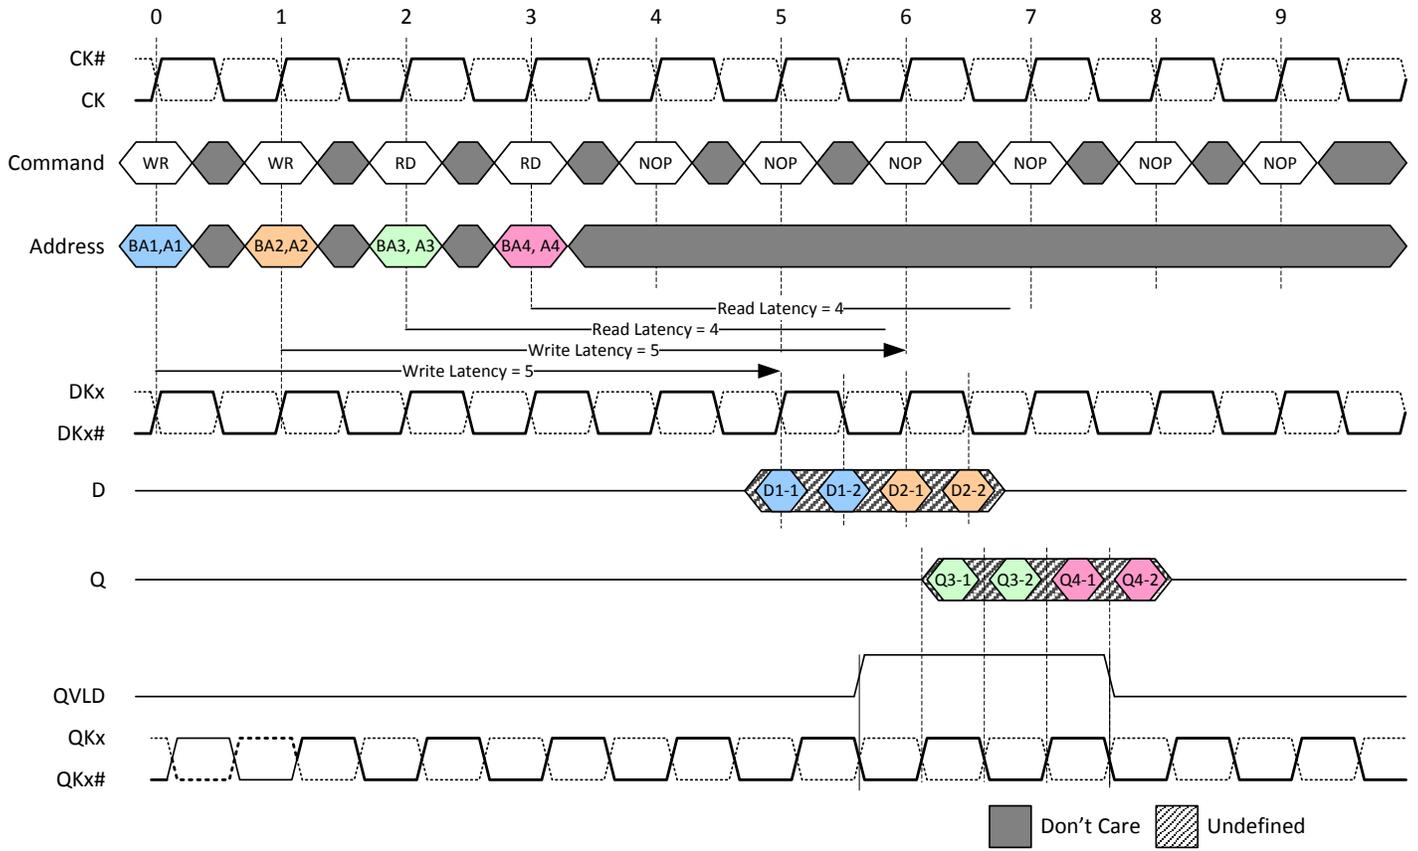 0 1 2 3 4 5 6 7 8 9
CK#
CK
Command WR WR RD RD NOP NOP NOP NOP NOP NOP
Address BA1,A1 BA2,A2 BA3, A3 BA4, A4
Read Latency = 4
Read Latency = 4
Write Latency = 5
Write Latency = 5
DKx
DKx#
D D1-1 D1-2 D2-1 D2-2
Q Q3-1 Q3-2 Q4-1 Q4-2
QVLD
QKx
QKx#
Don't Care Undefined